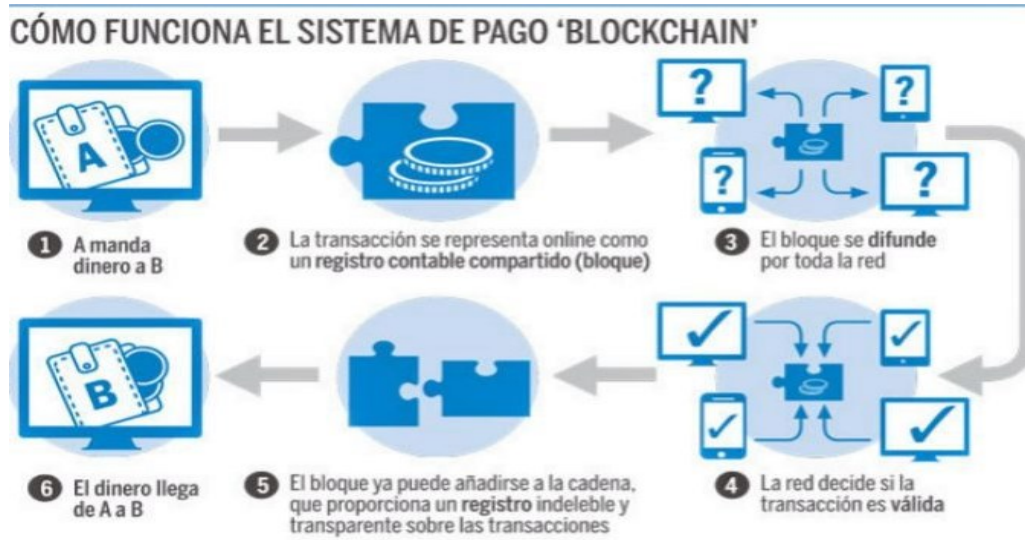 CÓMO FUNCIONA EL SISTEMA DE PAGO ‘BLOCKCHAIN’
A
?
?
?
?
1 A manda
dinero a B
2 La transacción se representa online como
un registro contable compartido (bloque)
3 El bloque se difunde
por toda la red
B
6 El dinero llega
de A a B
5 El bloque ya puede añadirse a la cadena,
que proporciona un registro indeleble y
transparente sobre las transacciones
4 La red decide si la
transacción es válida